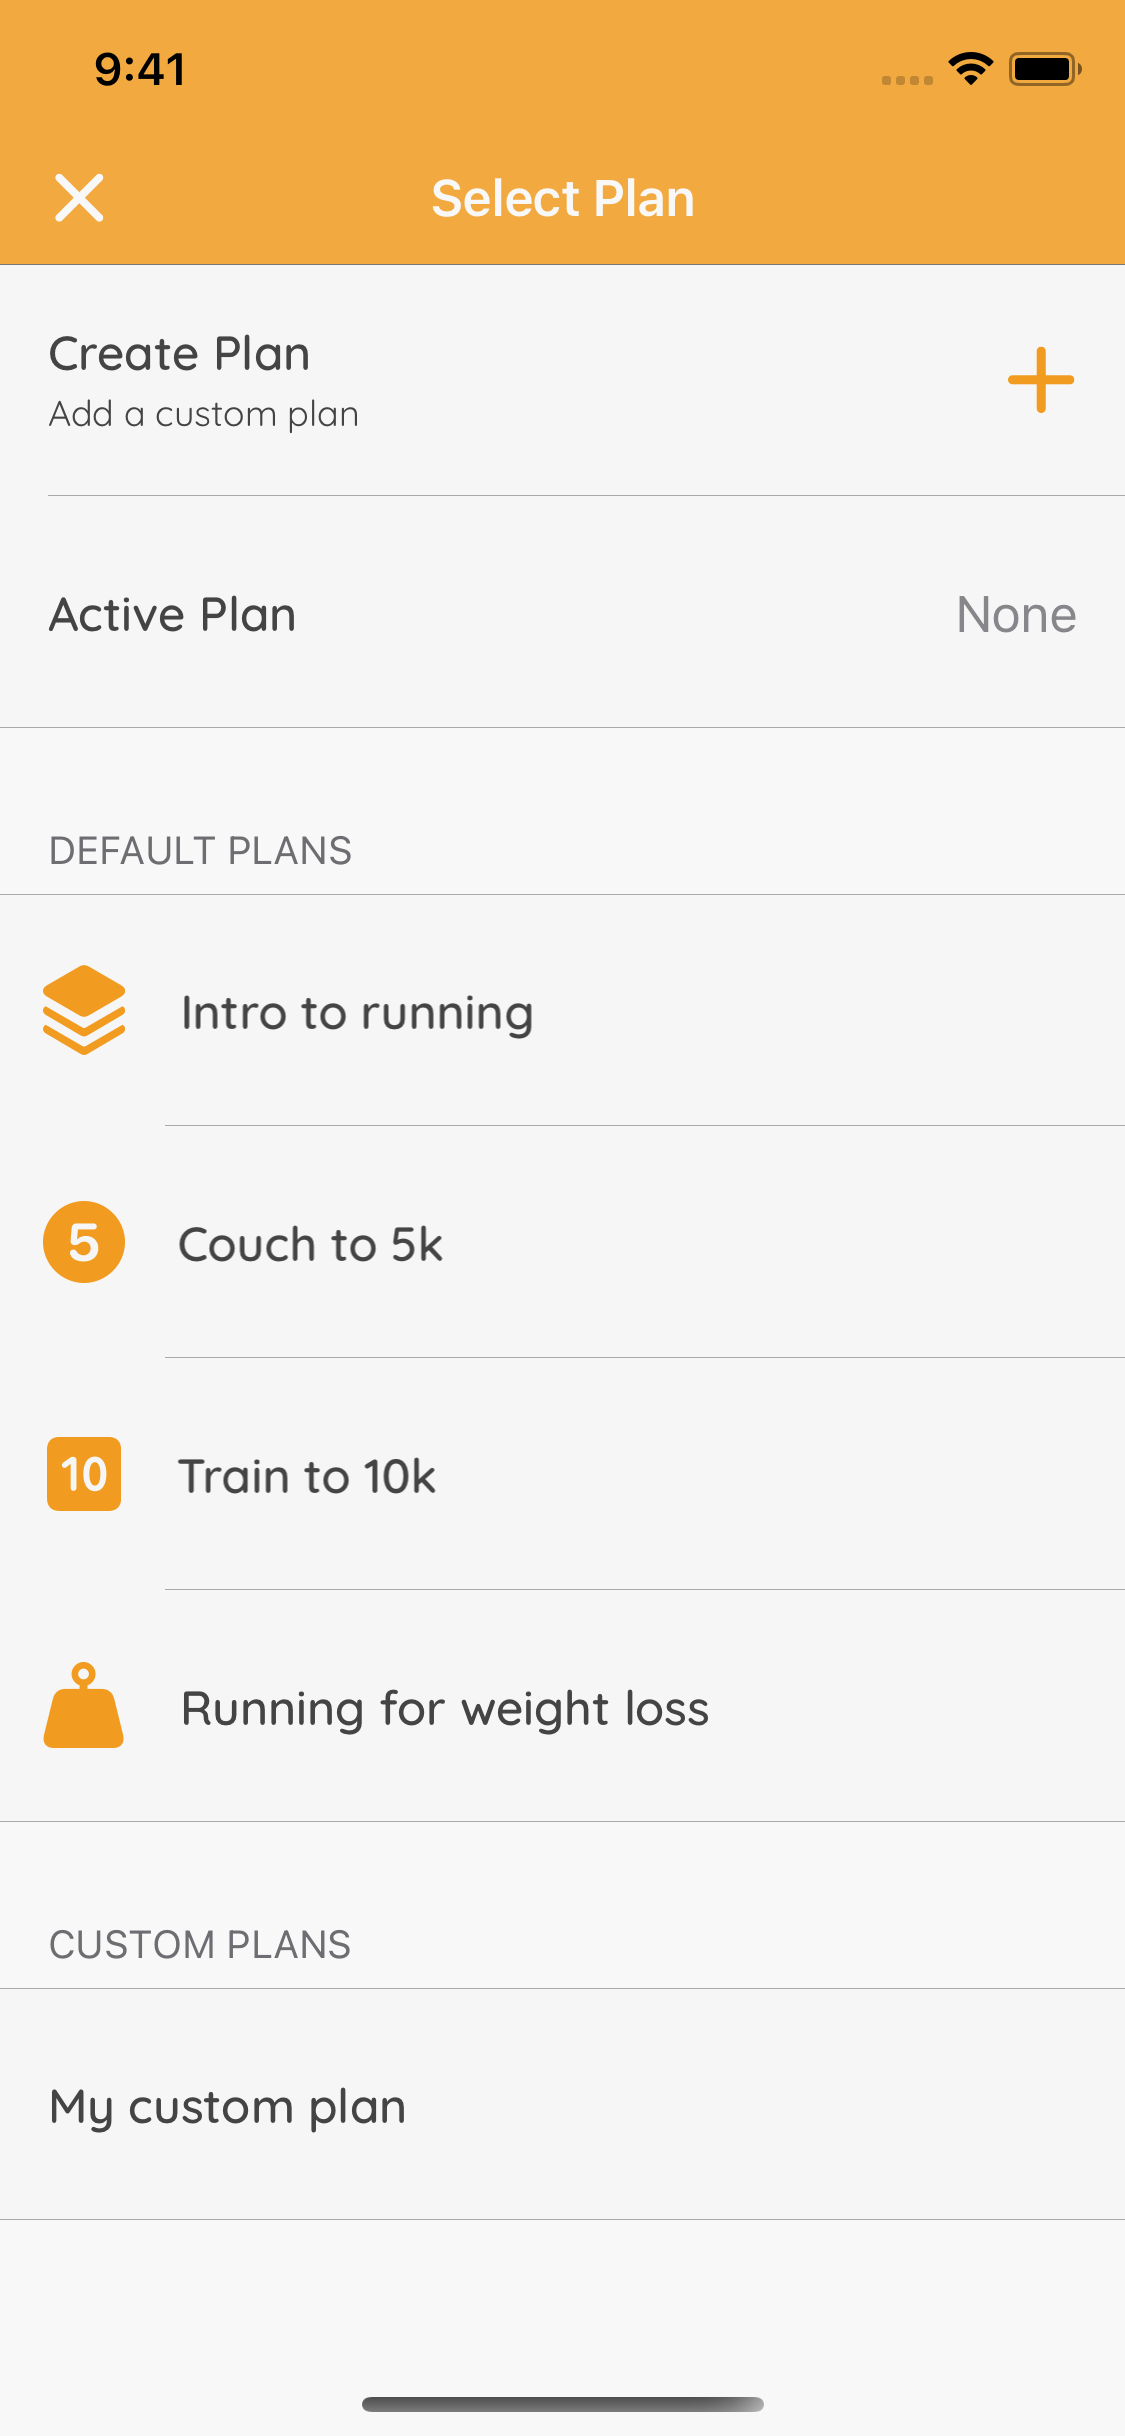 9:41
Select Plan
Create Plan
Add a custom plan
Active Plan
None
DEFAULT PLANS
Intro to running
5
Couch to 5k
10
Train to 10k
Running for weight loss
CUSTOM PLANS
My custom plan